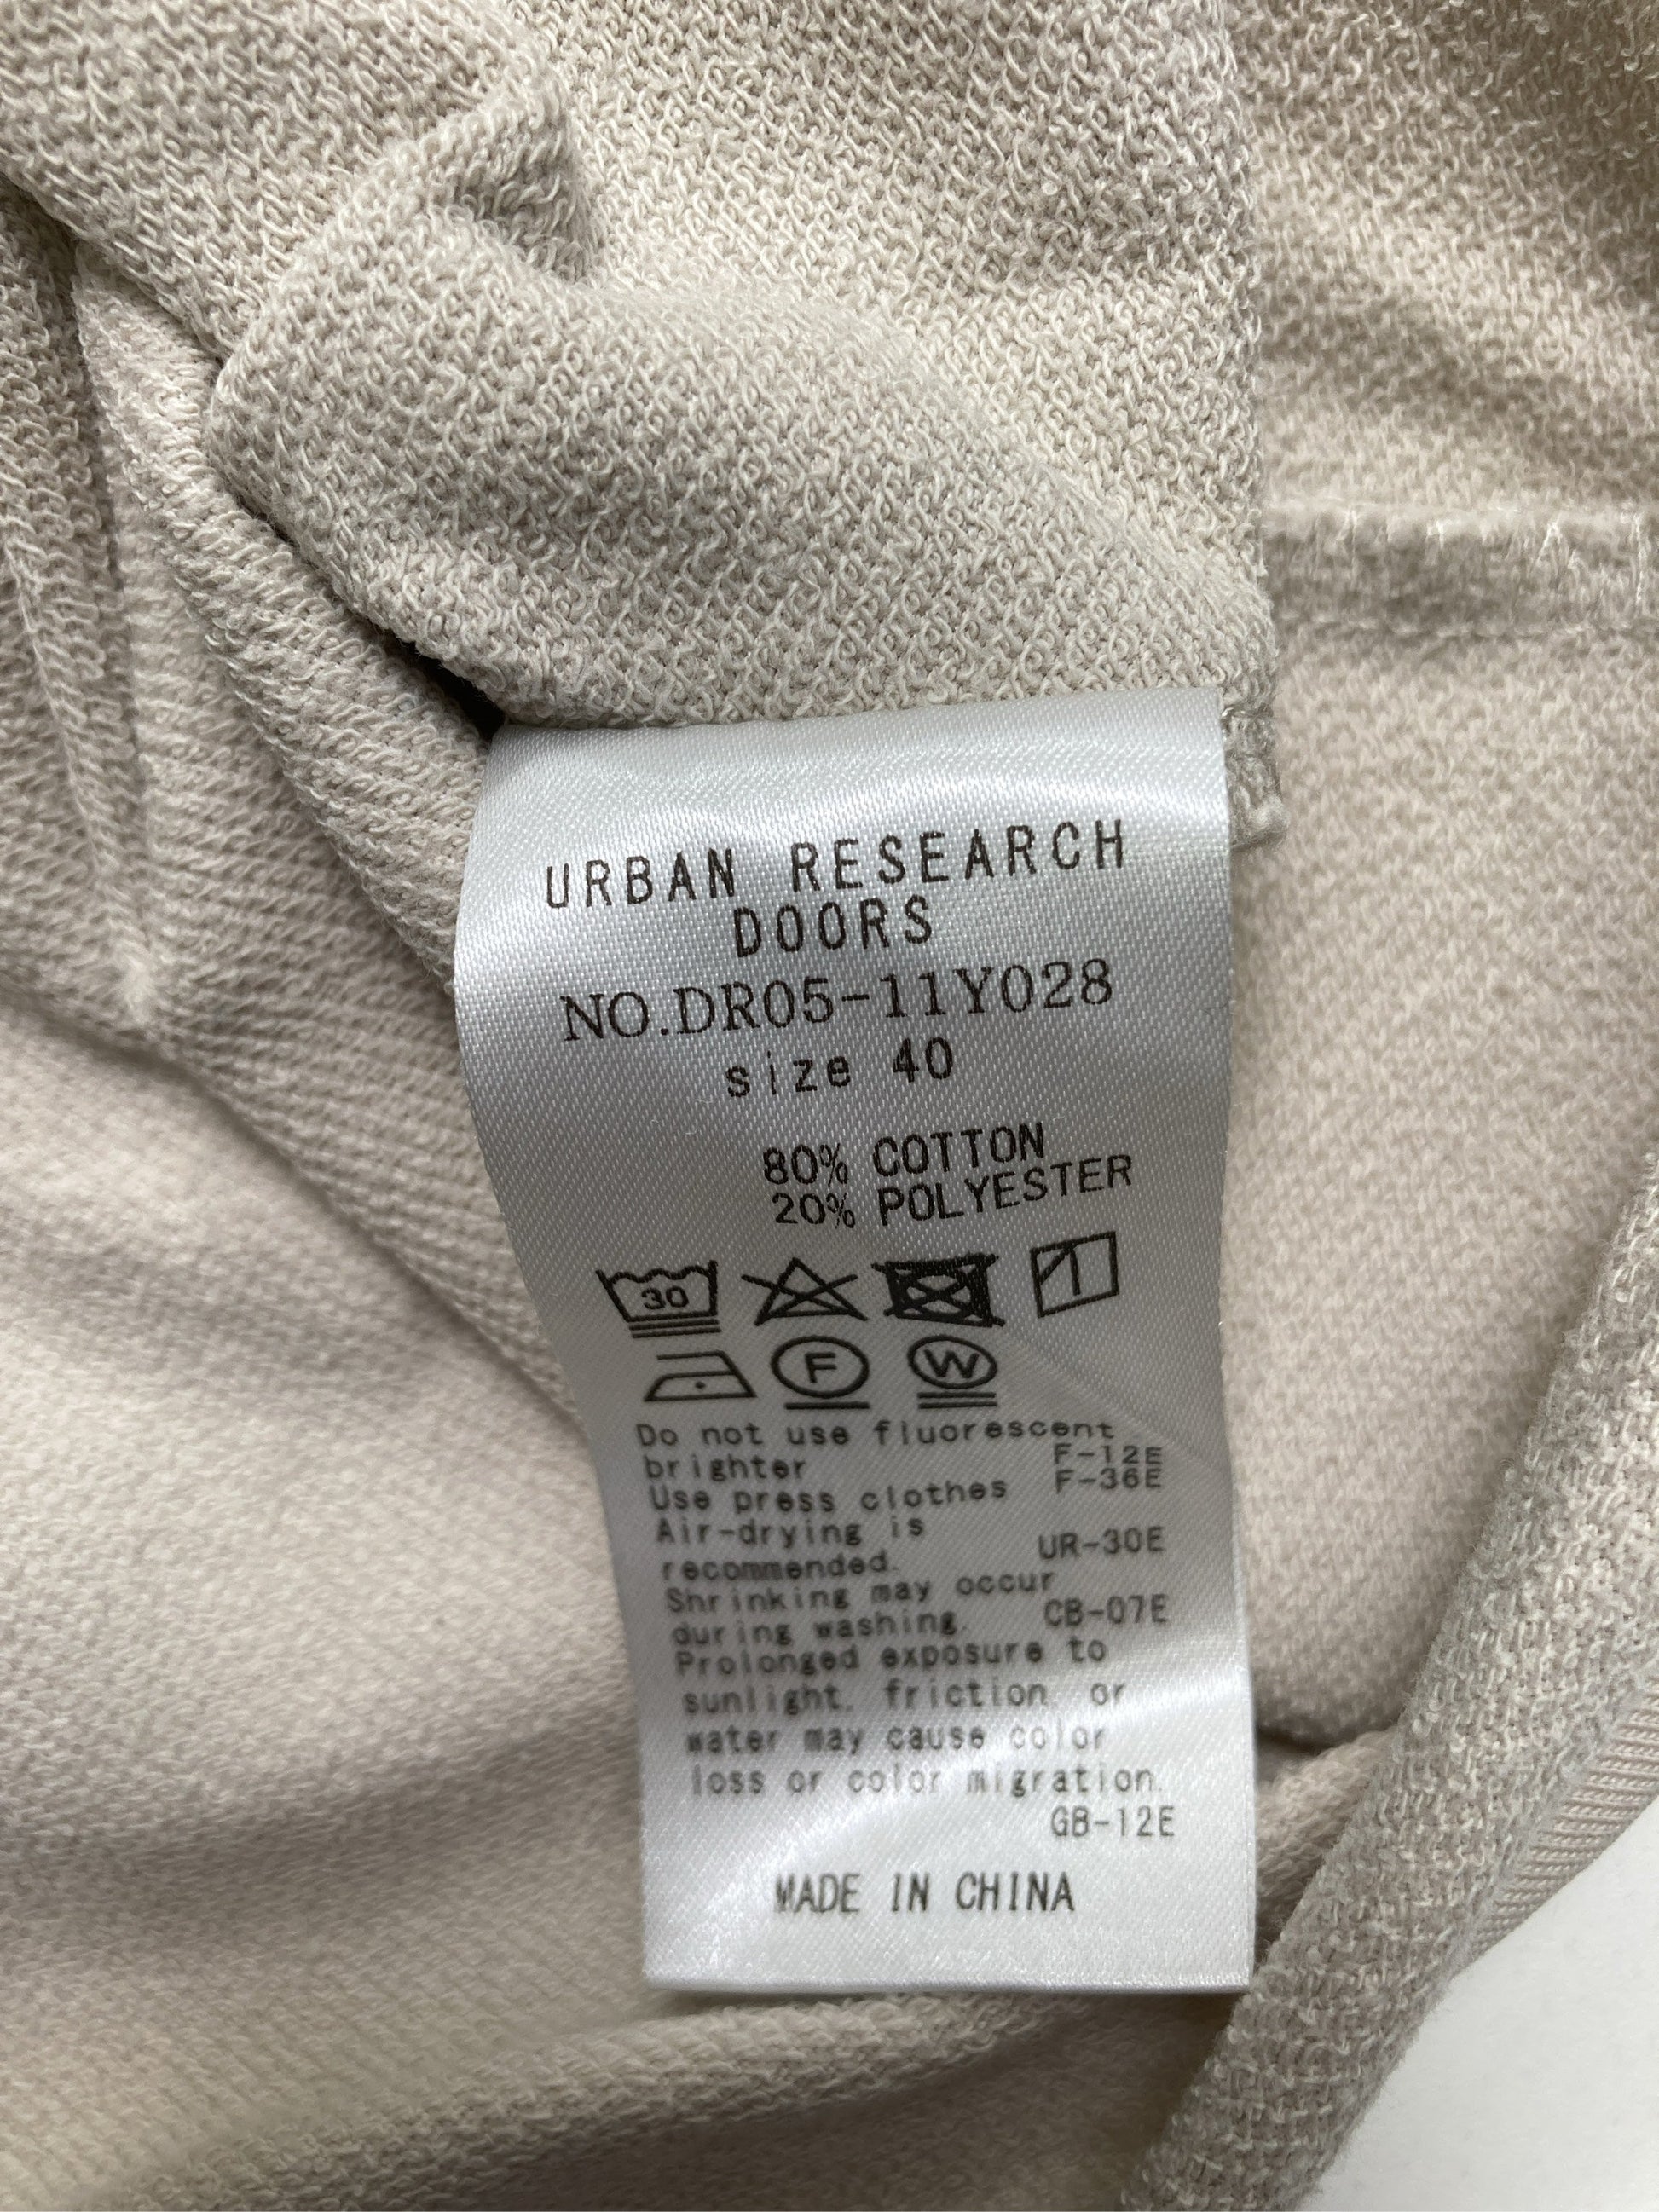 URBAN RESEARCH
DOORS
NO.DR05-11Y028
size 40
80% COTTON
20% POLYESTER
30
F W
Do not use fluorescent
brighter F-12E
Use press clothes F-36E
Air-drying is
recommended. UR-30E
Shrinking may occur
during washing. CB-07E
Prolonged exposure to
sunlight, friction, or
water may cause color
loss or color migration.
GB-12E
MADE IN CHINA